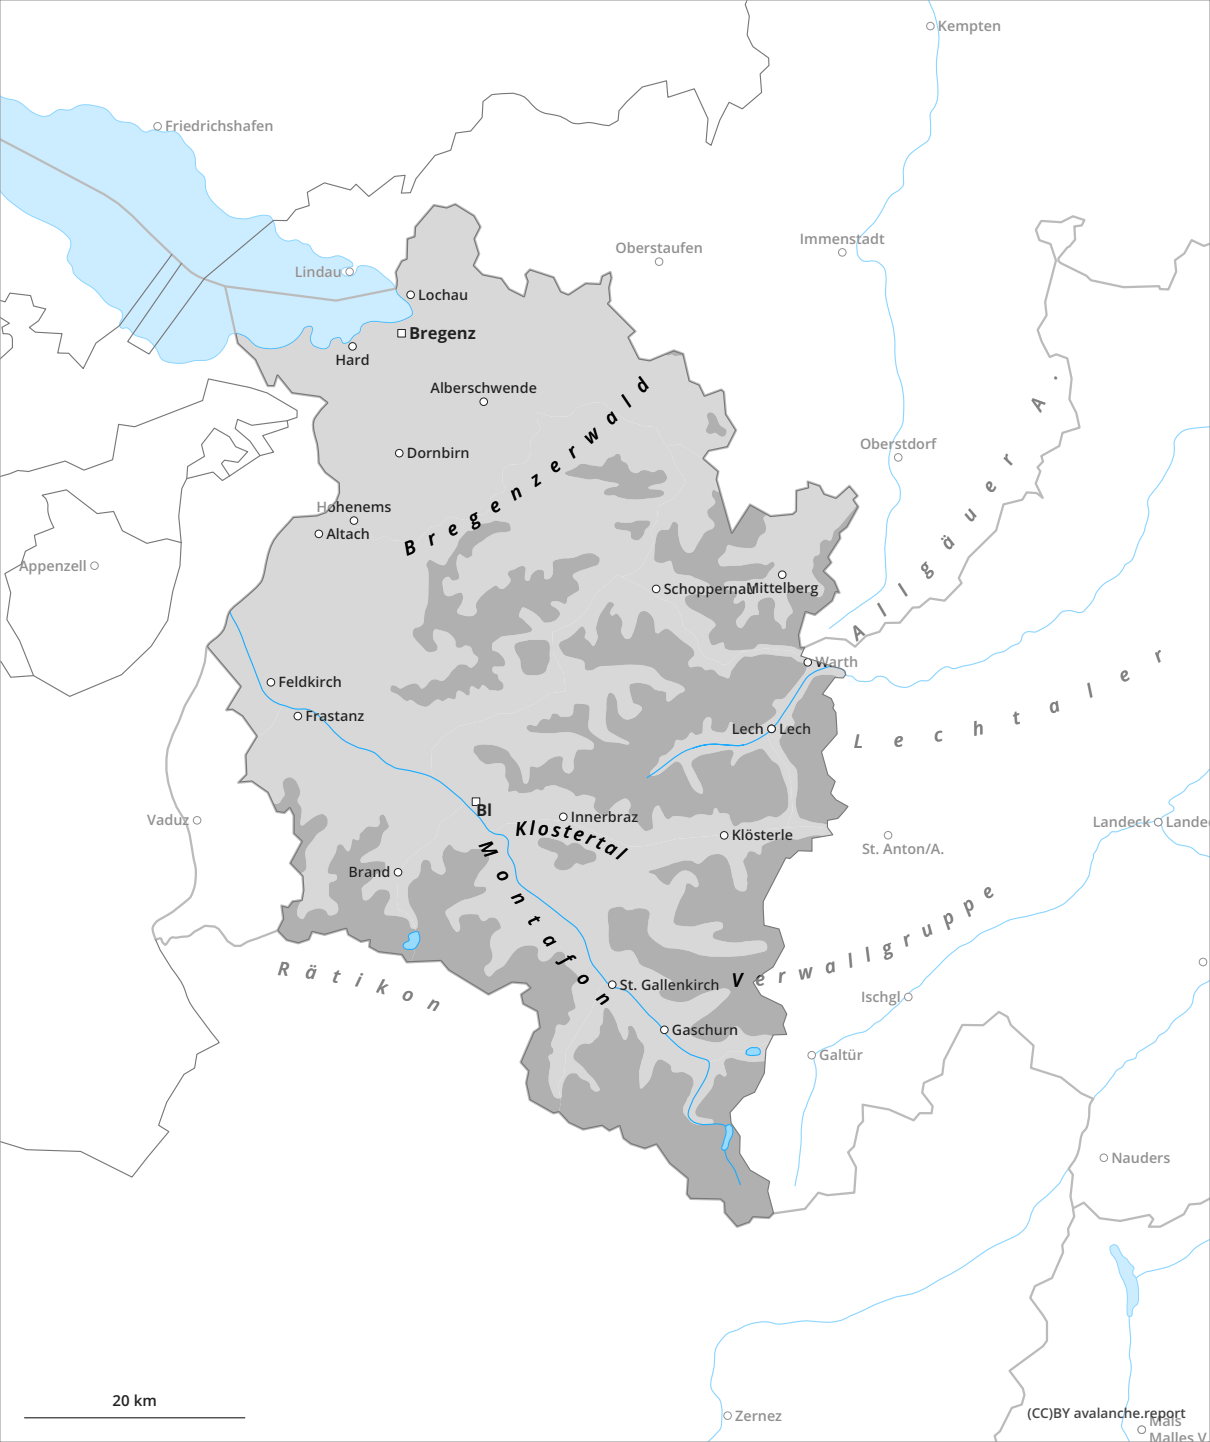 Kempten
Friedrichshafen
Immenstadt
Oberstaufen
Lindau
Lochau
Bregenz
Hard
Alberschwende
Bregenzerwald
Allgäuer A.
Oberstdorf
Dornbirn
Hohenems
Altach
Appenzell
Schoppernau
Mittelberg
Warth
Lechtaler
Feldkirch
Frastanz
Lech
Lech
Vaduz
Bl
Innerbraz
Klostertal
Klösterle
Landeck
St. Anton/A.
Montafon
Brand
Verwallgruppe
Rätikon
St. Gallenkirch
Ischgl
Gaschurn
Galtür
Nauders
20 km
Zernez
(CC)BY avalanche.report
Mals
Malles V.